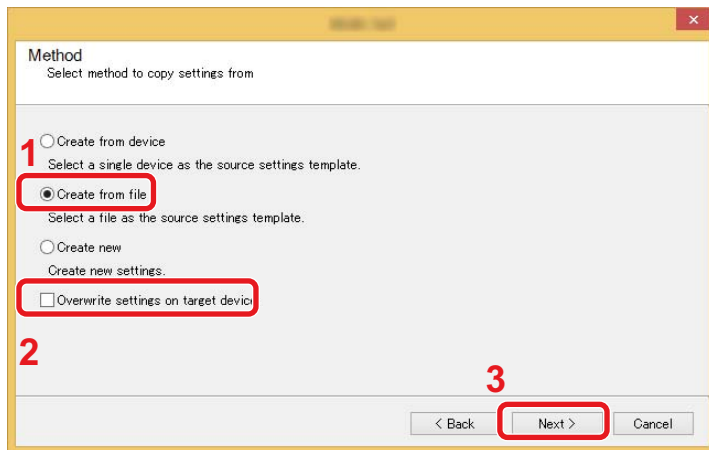 Method
Select method to copy settings from
Create from device
1
Select a single device as the source settings template.
Create from file
Select a file as the source settings template.
Create new
Create new settings.
Overwrite settings on target device
2
3
< Back Next > Cancel